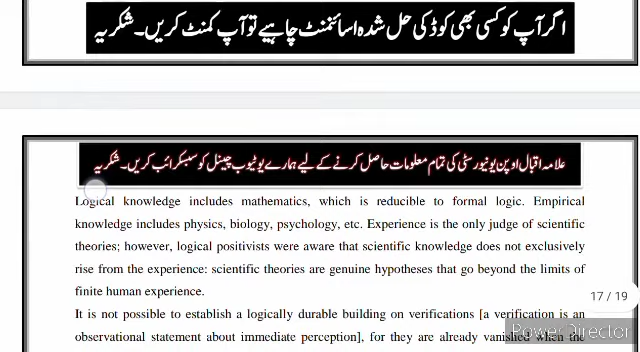 اگر آپ کو کسی بھی کوڈ کی حل شدہ اسائنمنٹ چاہیے تو آپ کمنٹ کریں۔ شکریہ
علامہ اقبال اوپن یونیورسٹی کی تمام معلومات حاصل کرنے کے لیے ہمارے یوٹیوب چینل کو سبسکرائب کریں۔ شکریہ
Logical knowledge includes mathematics, which is reducible to formal logic. Empirical
knowledge includes physics, biology, psychology, etc. Experience is the only judge of scientific
theories; however, logical positivists were aware that scientific knowledge does not exclusively
rise from the experience: scientific theories are genuine hypotheses that go beyond the limits of
finite human experience.
17 / 19
It is not possible to establish a logically durable building on verifications [a verification is an
observational statement about immediate perception], for they are already vanished when the
PowerDirector